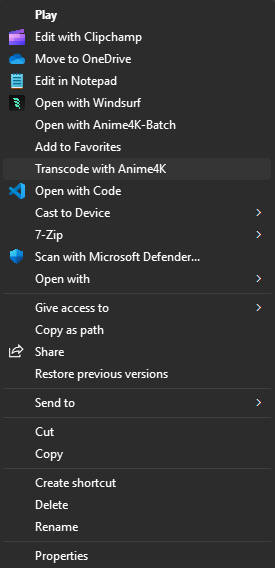 Play
Edit with Clipchamp
Move to OneDrive
Edit in Notepad
Open with Windsurf
Open with Anime4K-Batch
Add to Favorites
Transcode with Anime4K
Open with Code
Cast to Device
7-Zip
Scan with Microsoft Defender...
Open with
Give access to
Copy as path
Share
Restore previous versions
Send to
Cut
Copy
Create shortcut
Delete
Rename
Properties